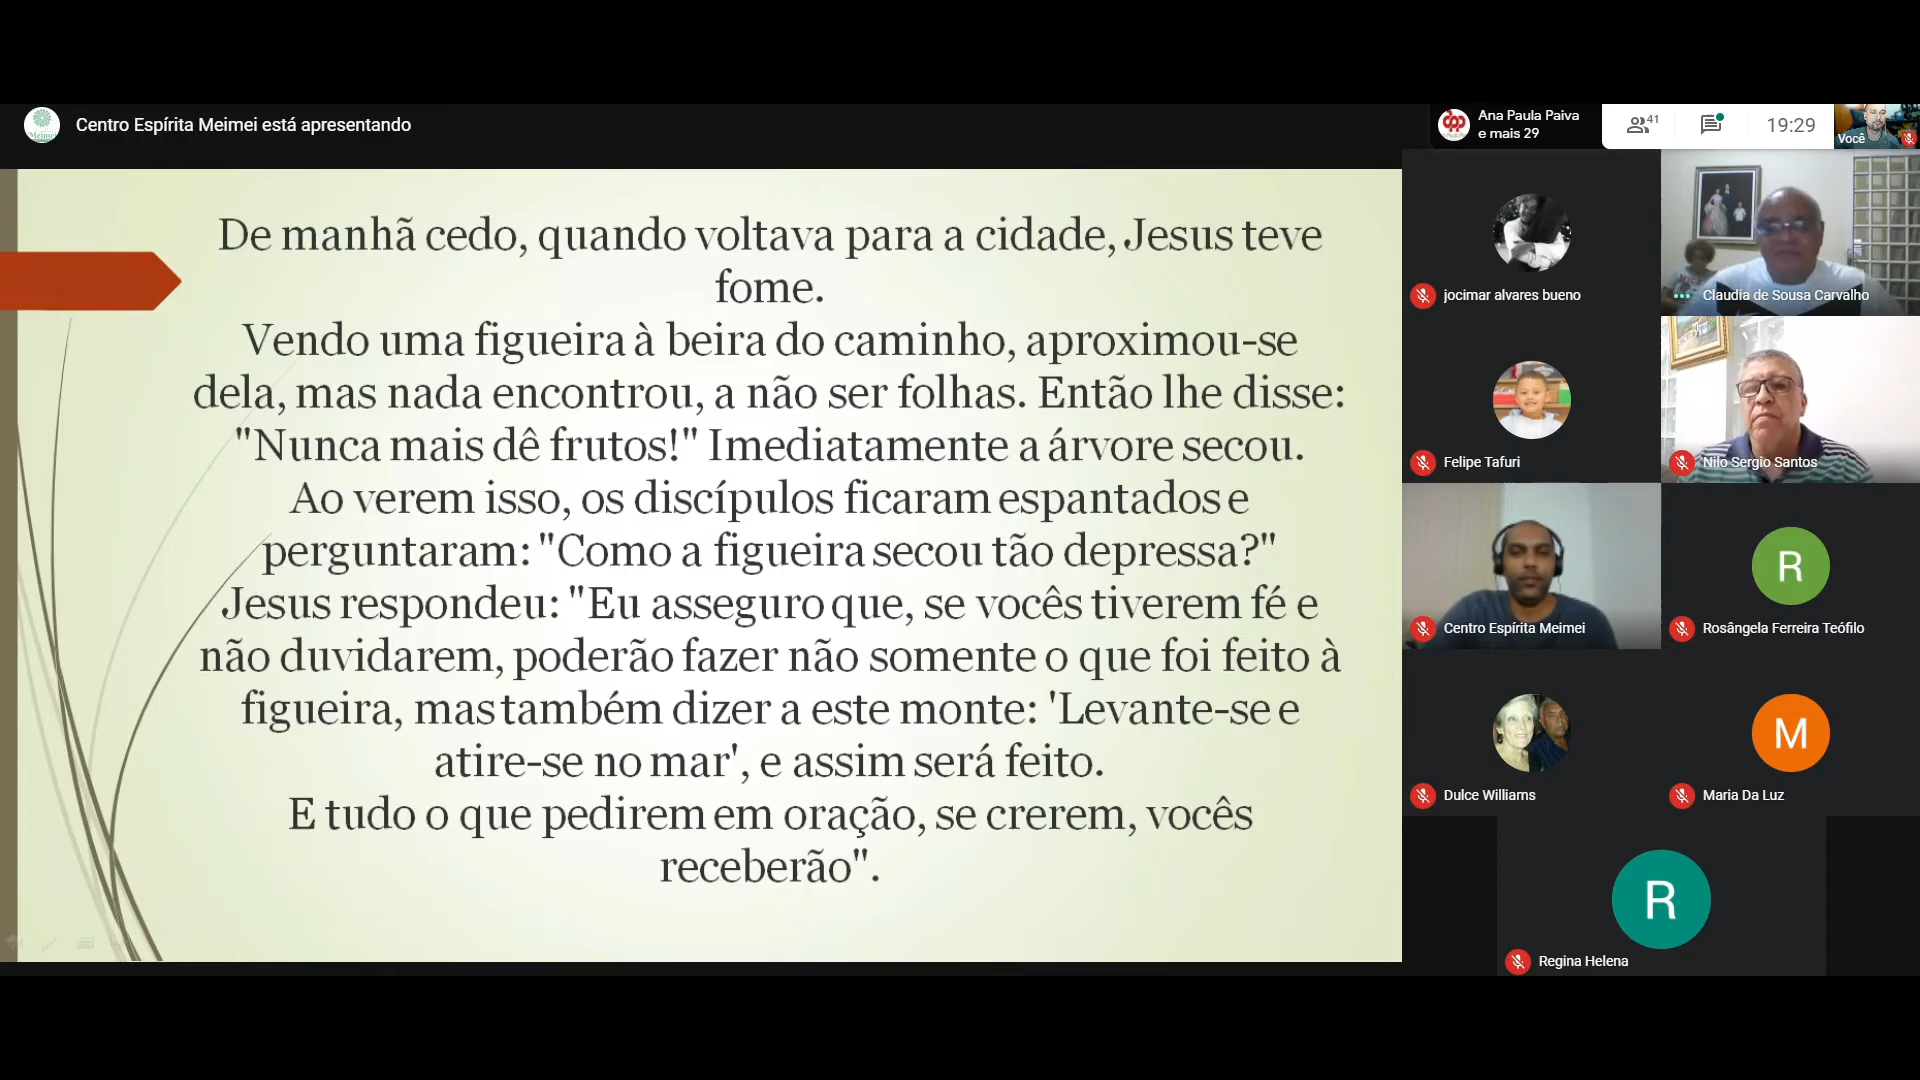 Centro Espírita Meimei está apresentando
Ana Paula Paiva
e mais 29
41
19:29
Você
De manhã cedo, quando voltava para a cidade, Jesus teve
fome.
Vendo uma figueira à beira do caminho, aproximou-se
dela, mas nada encontrou, a não ser folhas. Então lhe disse:
"Nunca mais dê frutos!" Imediatamente a árvore secou.
Ao verem isso, os discípulos ficaram espantados e
perguntaram: "Como a figueira secou tão depressa?"
Jesus respondeu: "Eu asseguro que, se vocês tiverem fé e
não duvidarem, poderão fazer não somente o que foi feito à
figueira, mas também dizer a este monte: 'Levante-se e
atire-se no mar', e assim será feito.
E tudo o que pedirem em oração, se crerem, vocês
receberão".
jocimar alvares bueno
Claudia de Sousa Carvalho
Felipe Tafuri
Nilo Sergio Santos
Centro Espírita Meimei
R
Rosângela Ferreira Teófilo
Dulce Williams
M
Maria Da Luz
R
Regina Helena